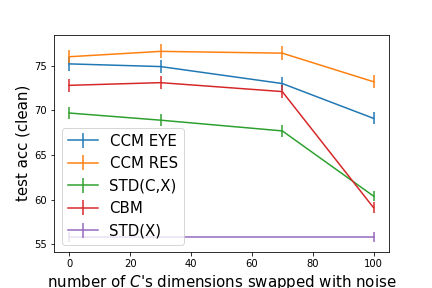 75
70
65
60
55
test acc (clean)
CCM EYE
CCM RES
STD(C,X)
CBM
STD(X)
0 20 40 60 80 100
number of C's dimensions swapped with noise